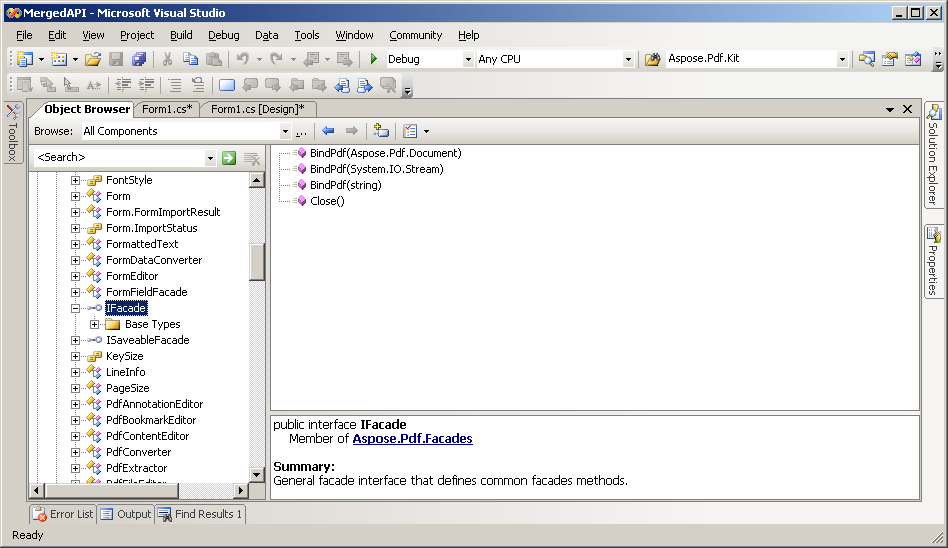 MergedAPI - Microsoft Visual Studio
File Edit View Project Build Debug Data Tools Window Community Help
Debug Any CPU Aspose.Pdf.Kit
Toolbox
Object Browser Form1.cs* Form1.cs [Design]*
Browse: All Components ...
<Search>
FontStyle
Form
Form.FormImportResult
Form.ImportStatus
FormattedText
FormDataConverter
FormEditor
FormFieldFacade
IFacade
Base Types
ISaveableFacade
KeySize
LineInfo
PageSize
PdfAnnotationEditor
PdfBookmarkEditor
PdfContentEditor
PdfConverter
PdfExtractor
PdfFileEditor
BindPdf(Aspose.Pdf.Document)
BindPdf(System.IO.Stream)
BindPdf(string)
Close()
public interface IFacade
Member of Aspose.Pdf.Facades
Summary:
General facade interface that defines common facades methods.
Solution Explorer
Properties
Error List Output Find Results 1
Ready